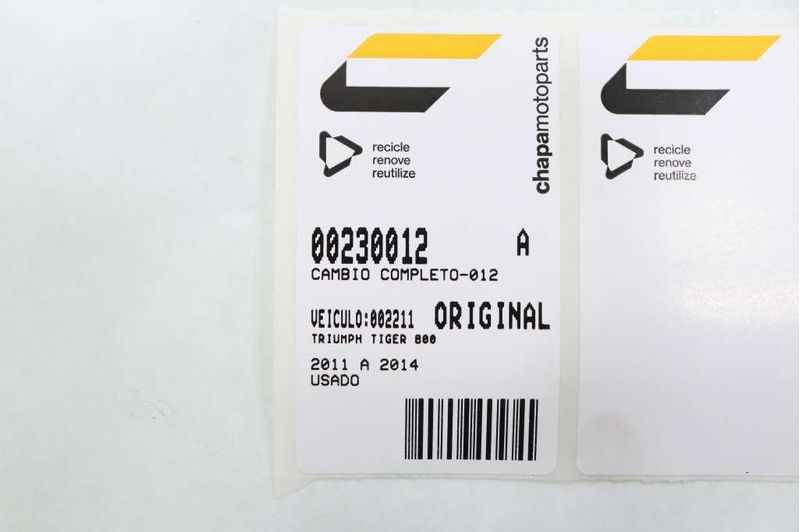 chapamotoparts
recicle
renove
reutilize
00230012 A
CAMBIO COMPLETO-012
VEICULO:002211 ORIGINAL
TRIUMPH TIGER 800
2011 A 2014
USADO
recicle
renove
reutilize